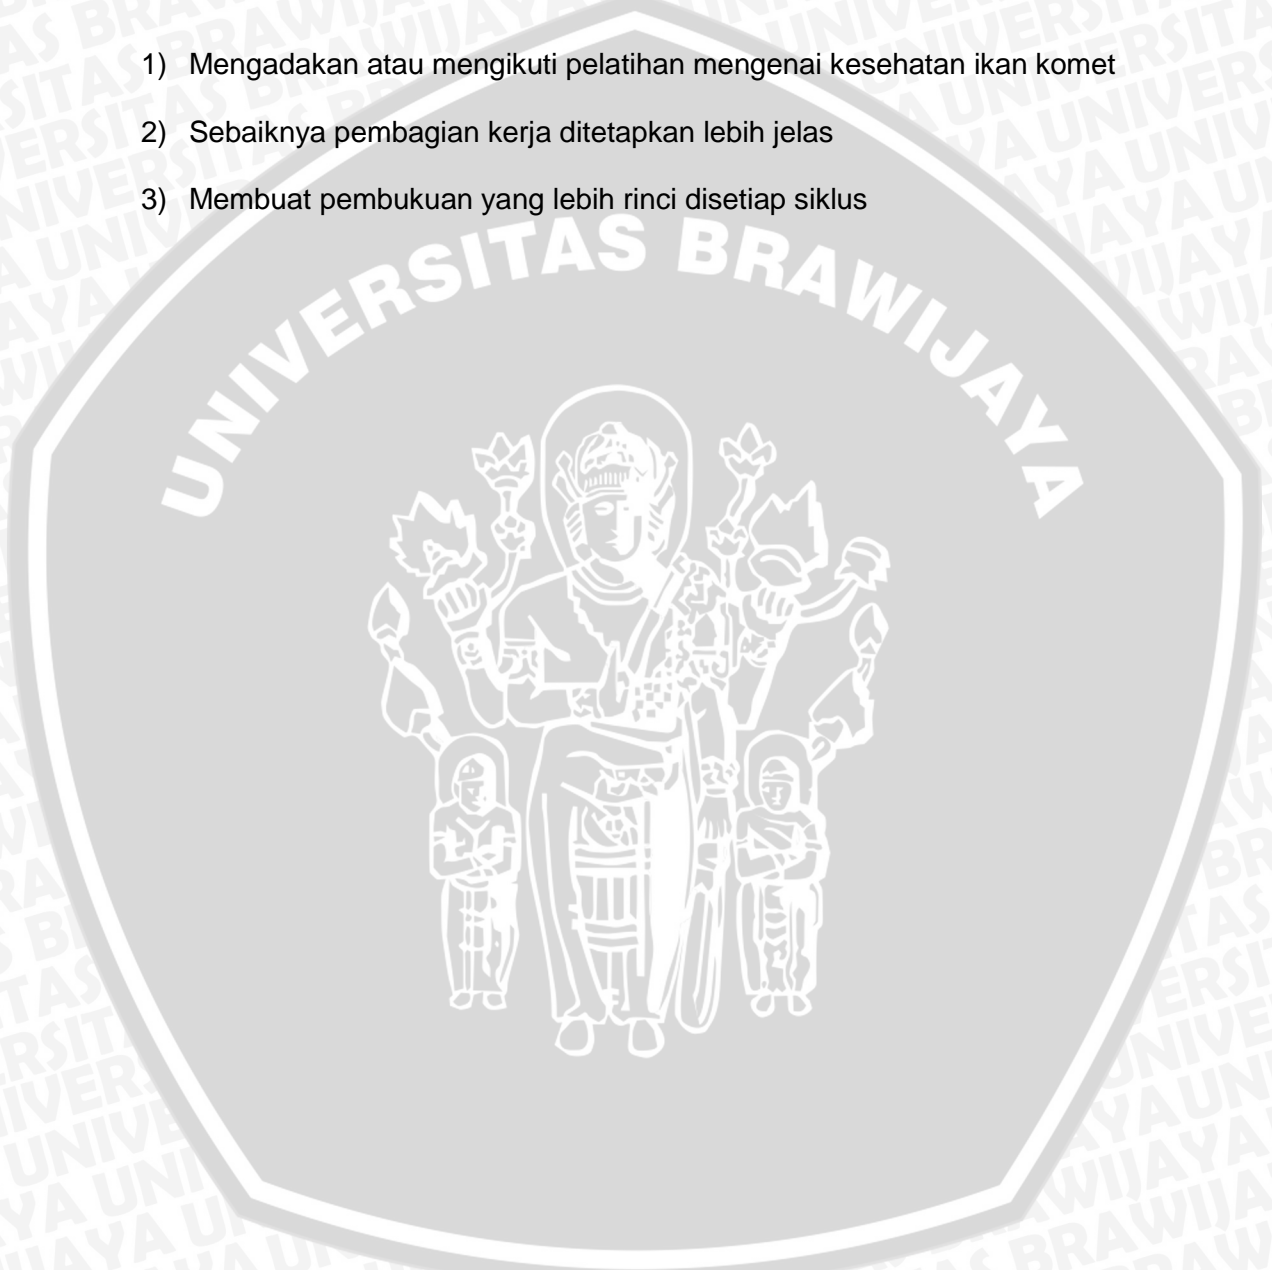 1) Mengadakan atau mengikuti pelatihan mengenai kesehatan ikan komet
2) Sebaiknya pembagian kerja ditetapkan lebih jelas
3) Membuat pembukuan yang lebih rinci disetiap siklus
UNIVERSITAS BRAWIJAYA